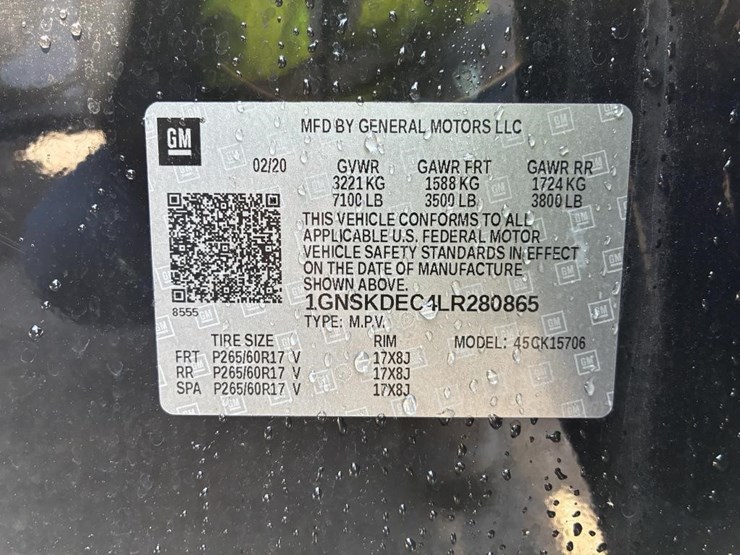 GM
MFD BY GENERAL MOTORS LLC
02/20 GVWR GAWR FRT GAWR RR
3221 KG 1588 KG 1724 KG
7100 LB 3500 LB 3800 LB
THIS VEHICLE CONFORMS TO ALL
APPLICABLE U.S. FEDERAL MOTOR
VEHICLE SAFETY STANDARDS IN EFFECT
ON THE DATE OF MANUFACTURE
SHOWN ABOVE.
8555
1GNSKDEC4LR280865
TYPE: M.P.V.
TIRE SIZE RIM MODEL: 45CK15706
FRT P265/60R17 V 17X8J
RR P265/60R17 V 17X8J
SPA P265/60R17 V 17X8J